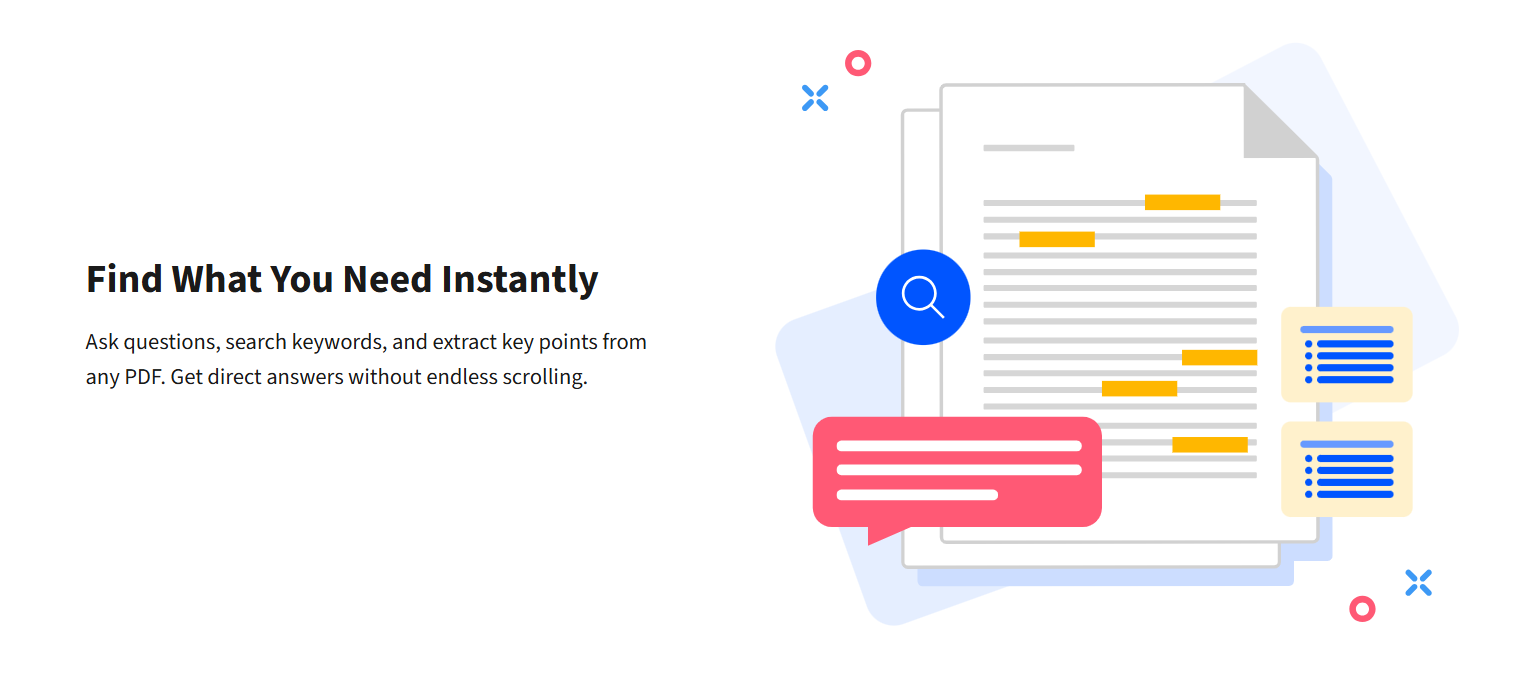 Find What You Need Instantly
Ask questions, search keywords, and extract key points from
any PDF. Get direct answers without endless scrolling.